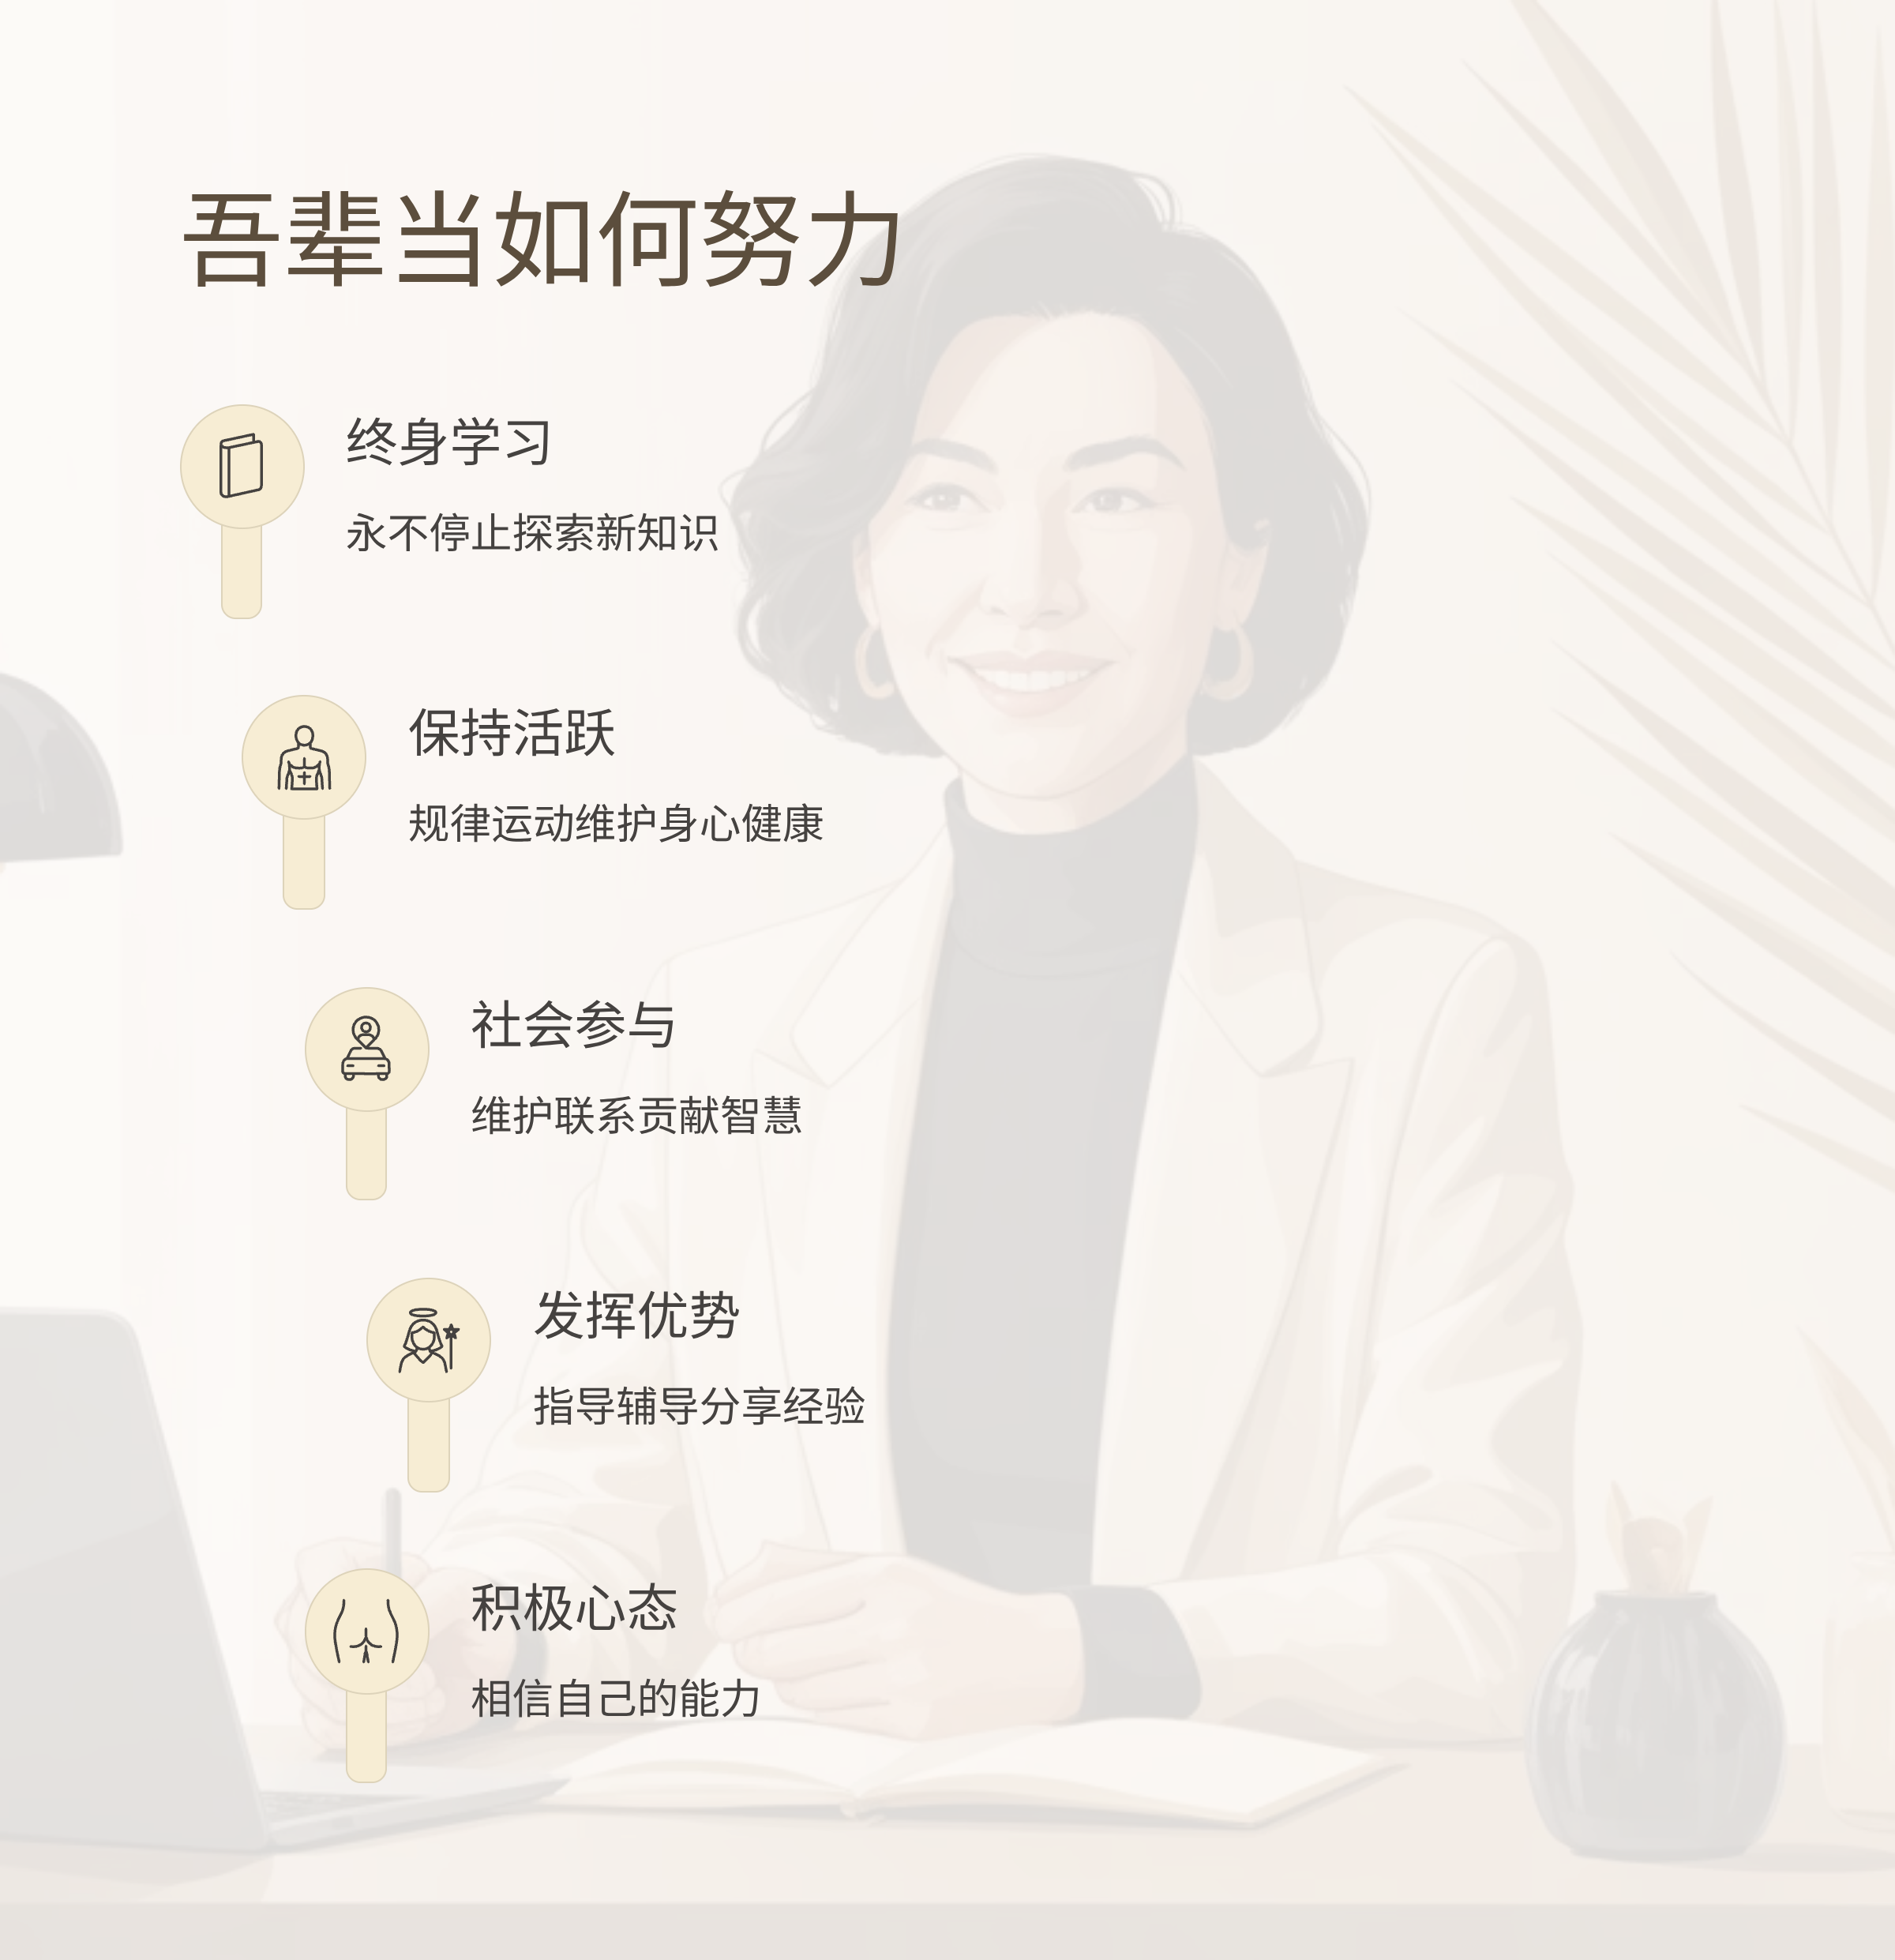 吾辈当如何努力
终身学习
永不停止探索新知识
保持活跃
规律运动维护身心健康
社会参与
维护联系贡献智慧
发挥优势
指导辅导分享经验
积极心态
相信自己的能力